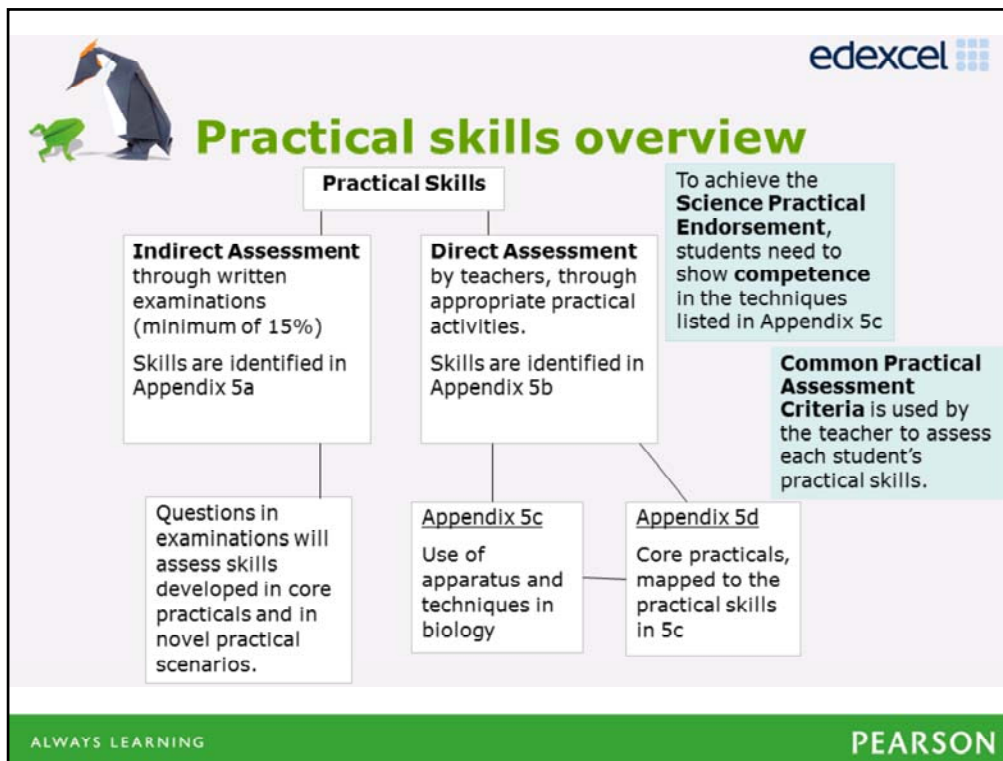 edexcel
Practical skills overview
Practical Skills
To achieve the
Science Practical
Endorsement,
students need to
show competence
in the techniques
listed in Appendix 5c
Indirect Assessment
through written
examinations
(minimum of 15%)
Skills are identified in
Appendix 5a
Direct Assessment
by teachers, through
appropriate practical
activities.
Skills are identified in
Appendix 5b
Common Practical
Assessment
Criteria is used by
the teacher to assess
each student's
practical skills.
Questions in
examinations will
assess skills
developed in core
practicals and in
novel practical
scenarios.
Appendix 5c
Use of
apparatus and
techniques in
biology
Appendix 5d
Core practicals,
mapped to the
practical skills
in 5c
ALWAYS LEARNING
PEARSON